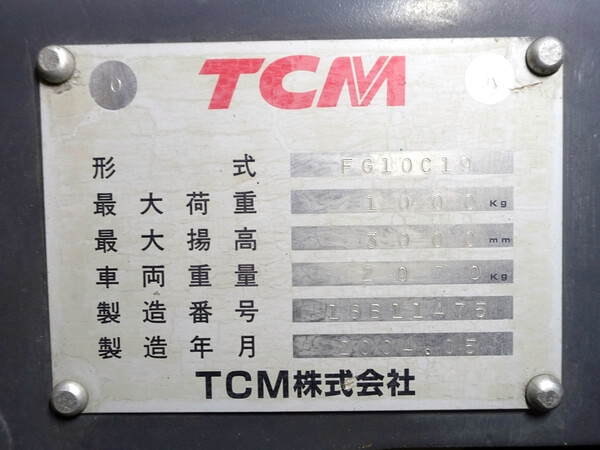 TCM
形式 FG10C19
最大荷重 1000 Kg
最大揚高 3000 mm
車両重量 2070 Kg
製造番号
製造年月 2004.05
TCM株式会社